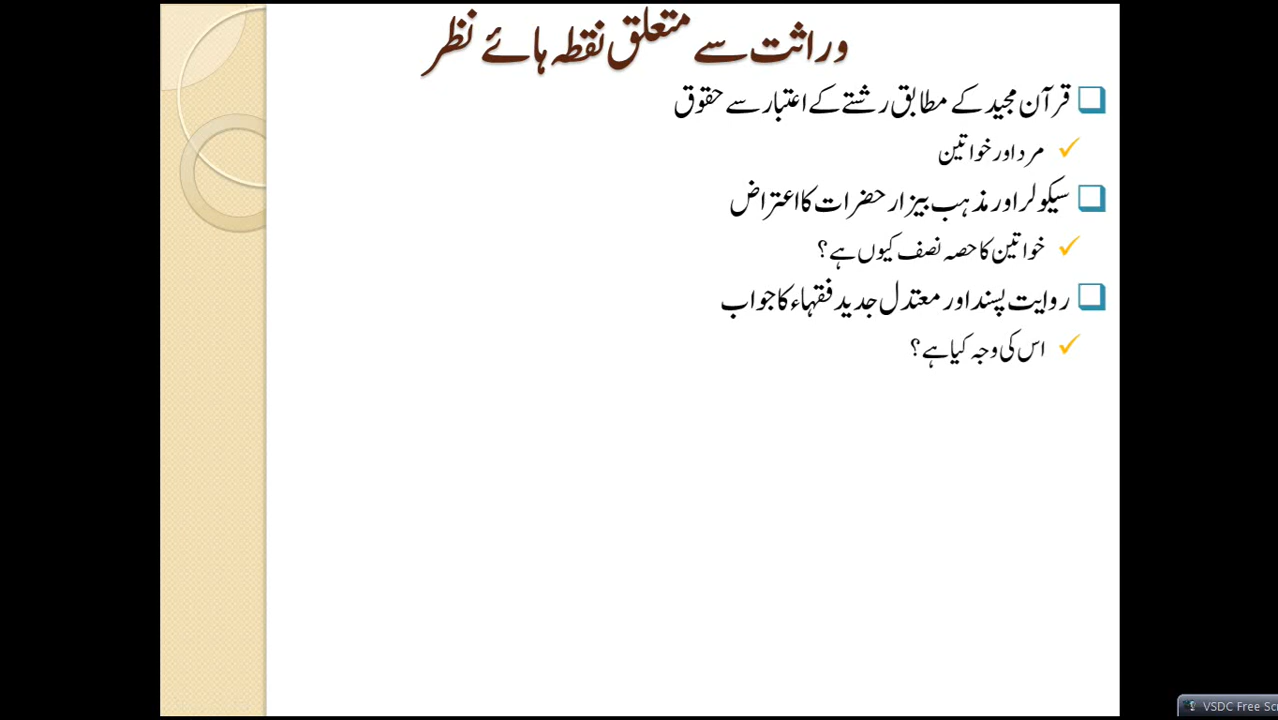 وراثت سے متعلق نقطہ ہائے نظر
قرآن مجید کے مطابق رشتے کے اعتبار سے حقوق
مرد اور خواتین
سیکولر اور مذہب بیزار حضرات کا اعتراض
خواتین کا حصہ نصف کیوں ہے؟
روایت پسند اور معتدل جدید فقہاء کا جواب
اس کی وجہ کیا ہے؟
VSDC Free Scr